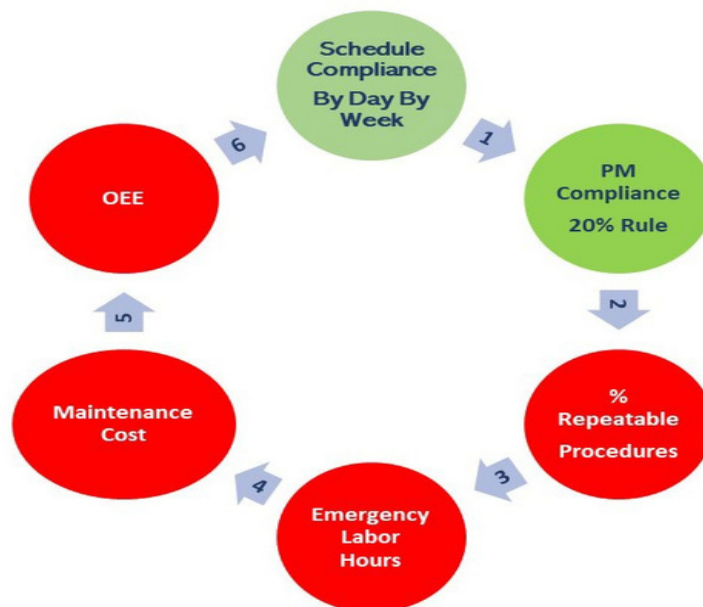 Schedule
Compliance
By Day By
Week
1
PM
Compliance
20% Rule
2
%
Repeatable
Procedures
3
Emergency
Labor
Hours
4
Maintenance
Cost
5
OEE
6